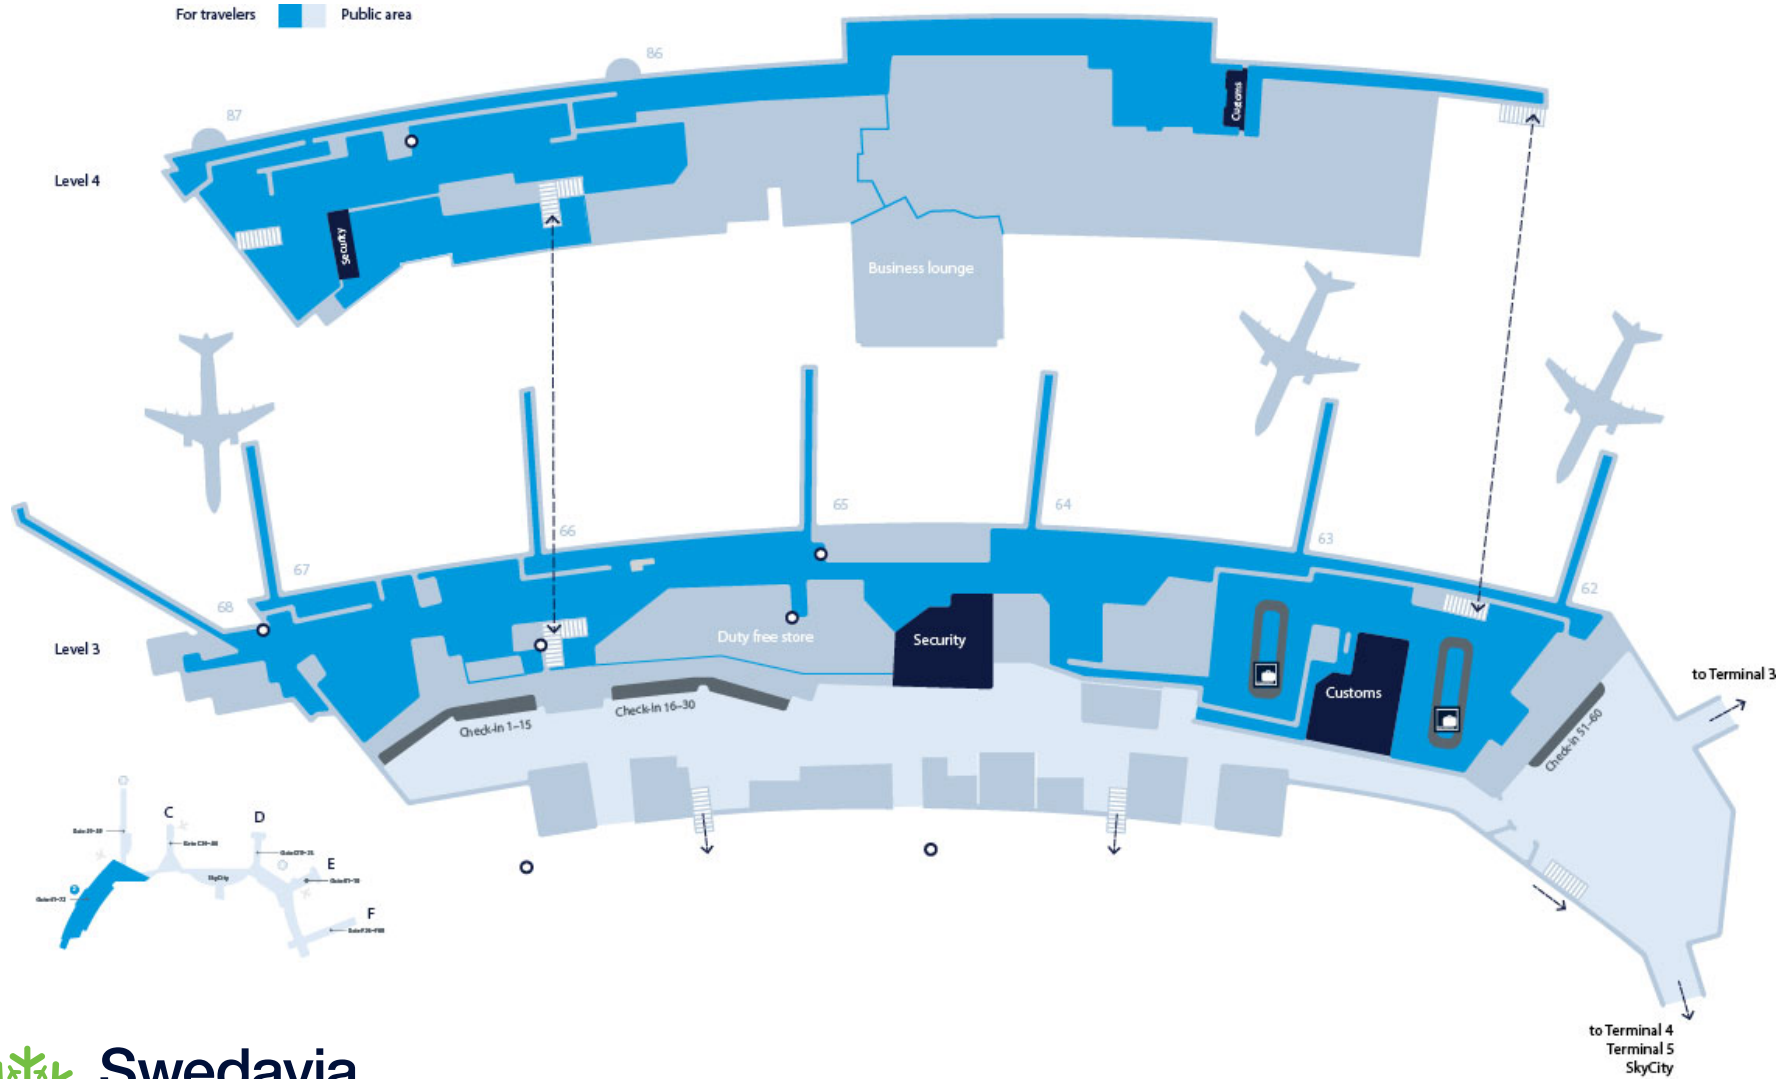 For travelers
Public area
86
87
Customs
Level 4
Security
Business lounge
65
64
66
63
67
62
68
Duty free store
Security
Level 3
Customs
to Terminal 3
Check-in 1–15
Check-in 16–30
Check-in 51–60
C
D
E
SkyCity
F
to Terminal 4
Terminal 5
SkyCity
Swedavia